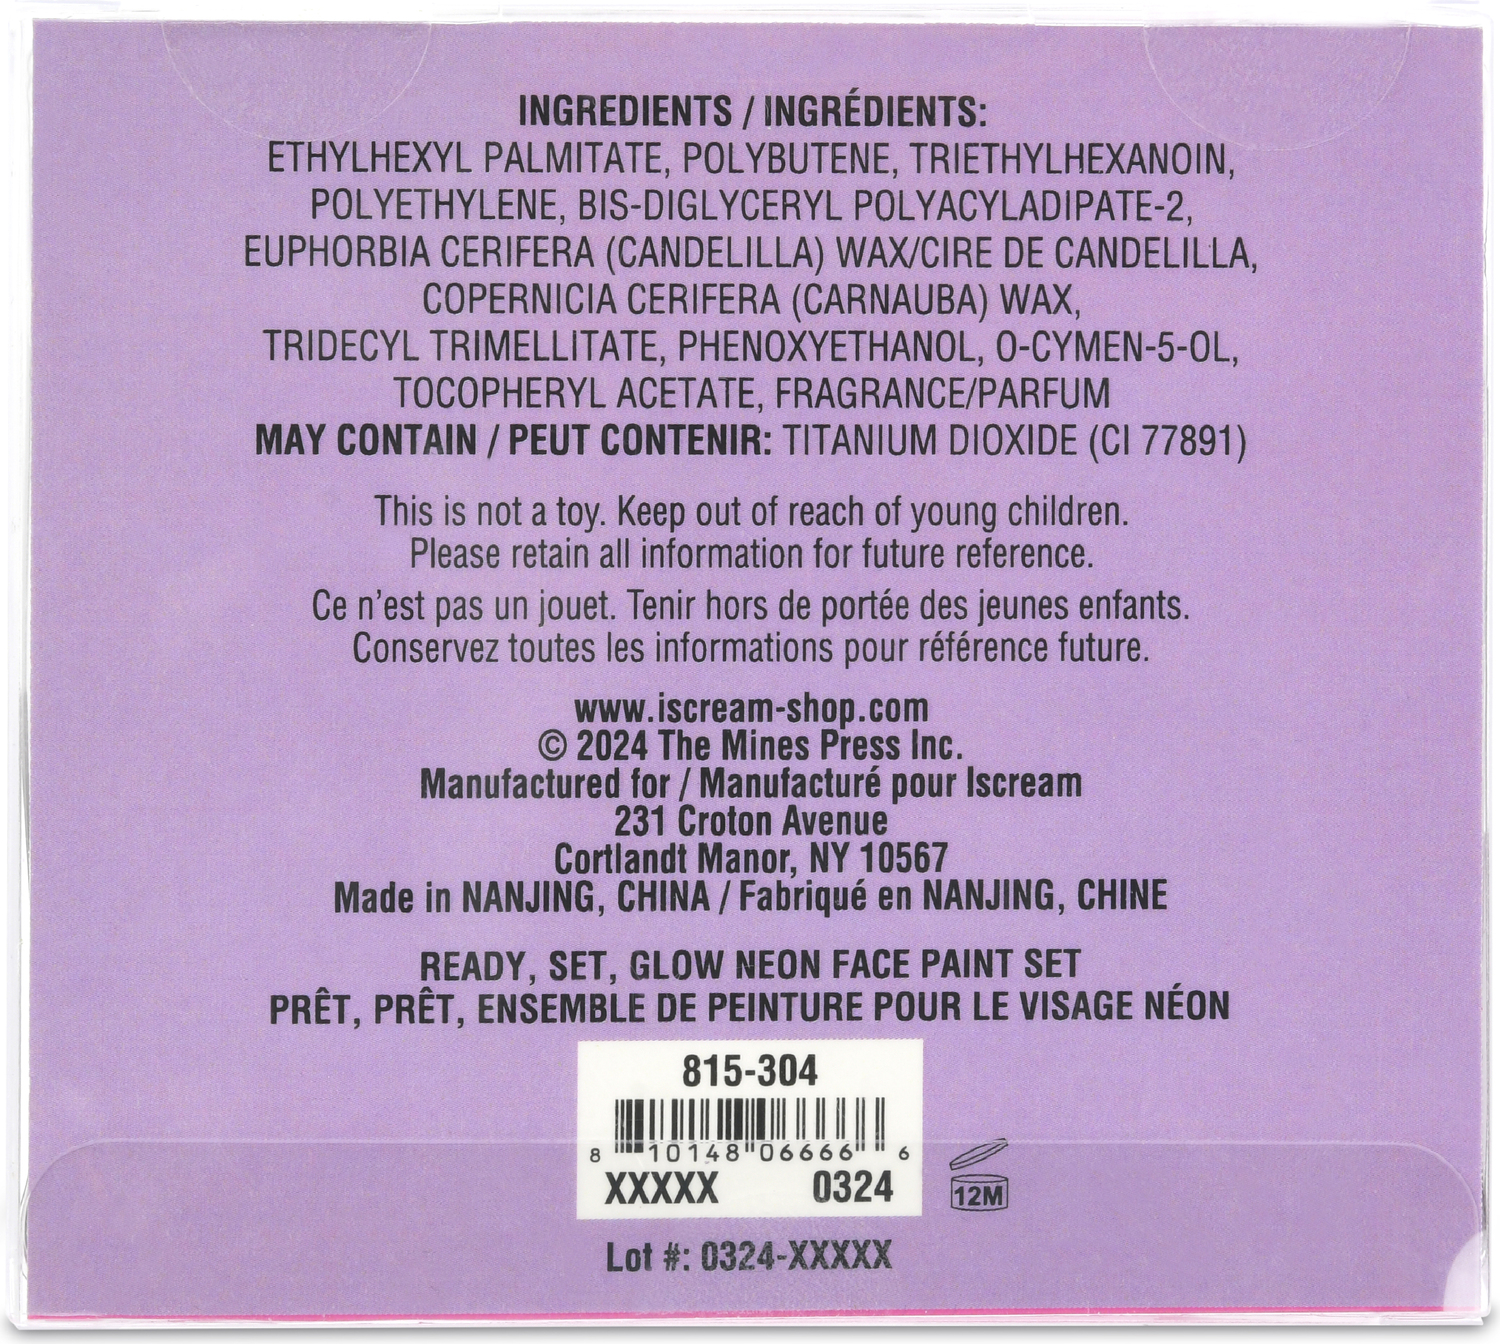 INGREDIENTS / INGRÉDIENTS:
ETHYLHEXYL PALMITATE, POLYBUTENE, TRIETHYLHEXANOIN,
POLYETHYLENE, BIS-DIGLYCERYL POLYACYLADIPATE-2,
EUPHORBIA CERIFERA (CANDELILLA) WAX/CIRE DE CANDELILLA,
COPERNICIA CERIFERA (CARNAUBA) WAX,
TRIDECYL TRIMELLITATE, PHENOXYETHANOL, O-CYMEN-5-OL,
TOCOPHERYL ACETATE, FRAGRANCE/PARFUM
MAY CONTAIN / PEUT CONTENIR: TITANIUM DIOXIDE (CI 77891)
This is not a toy. Keep out of reach of young children.
Please retain all information for future reference.
Ce n'est pas un jouet. Tenir hors de portée des jeunes enfants.
Conservez toutes les informations pour référence future.
www.iscream-shop.com
© 2024 The Mines Press Inc.
Manufactured for / Manufacturé pour Iscream
231 Croton Avenue
Cortlandt Manor, NY 10567
Made in NANJING, CHINA / Fabriqué en NANJING, CHINE
READY, SET, GLOW NEON FACE PAINT SET
PRÊT, PRÊT, ENSEMBLE DE PEINTURE POUR LE VISAGE NÉON
815-304
8 10148 06666 6
XXXXX 0324
12M
Lot #: 0324-XXXXX